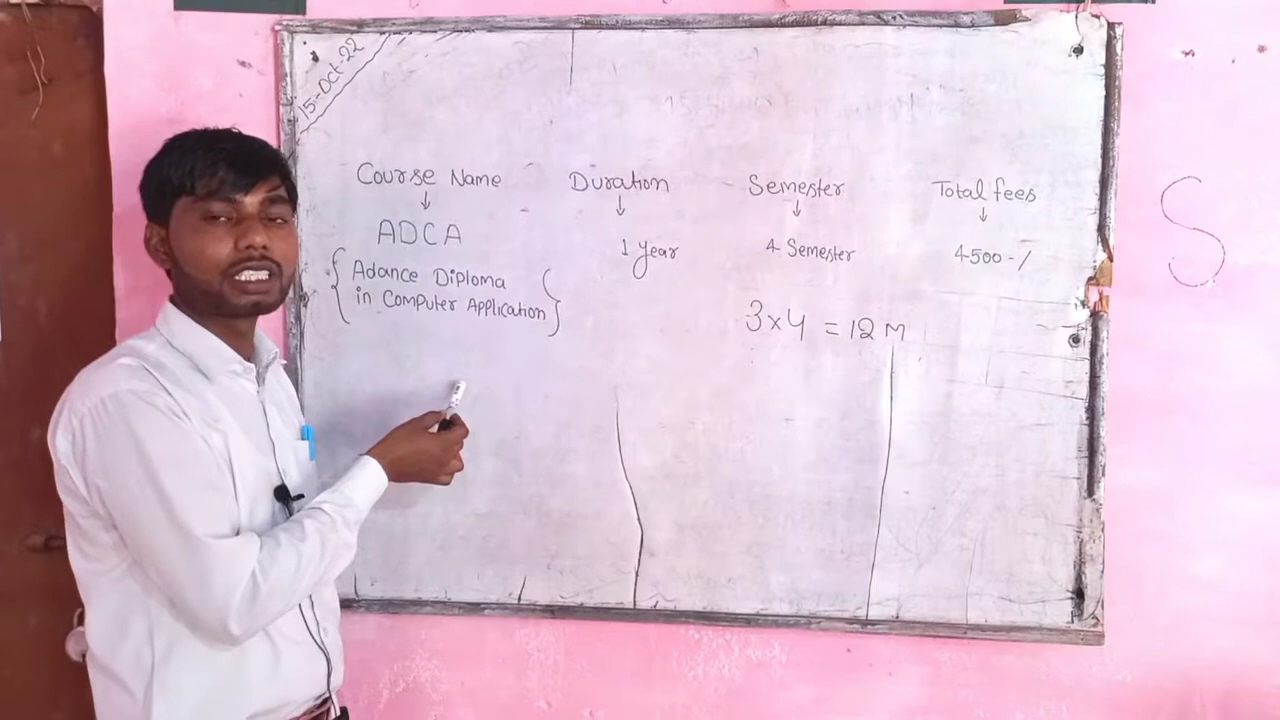 15-Oct-22
Course Name Duration Semester Total fees
ADCA 1 Year 4 Semester 4500-/
{ Adance Diploma
in Computer Application }
3x4 = 12 M
S